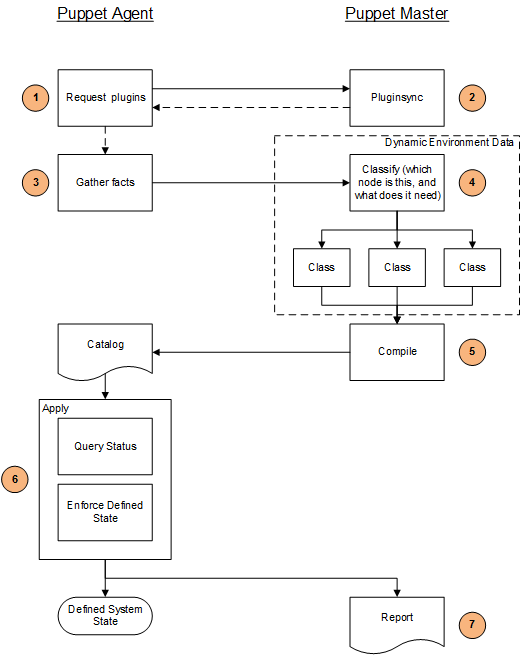 Puppet Agent
Puppet Master
1
Request plugins
Pluginsync
2
Dynamic Environment Data
3
Gather facts
Classify (which
node is this, and
what does it need)
4
Class
Class
Class
Catalog
Compile
5
Apply
Query Status
6
Enforce Defined
State
Defined System
State
Report
7